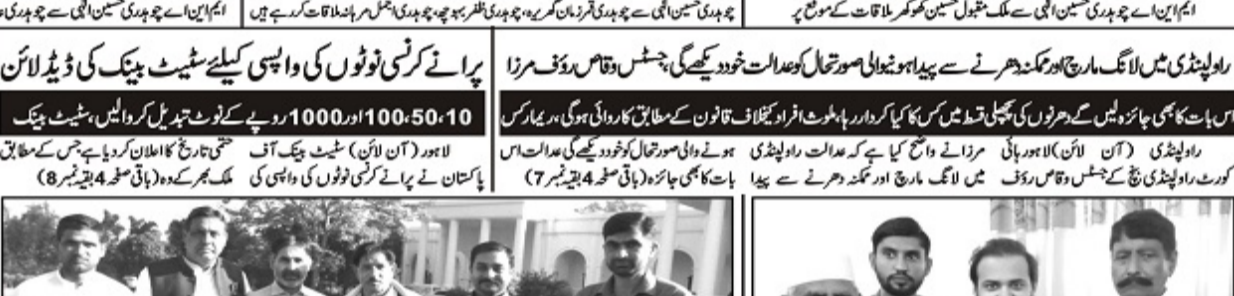 ایم این اے چوہدری حسین الٰہی سے ملک مقبول حسین کھوکھر ملاقات کے موقع پر
چوہدری حسین الٰہی سے چوہدری قمر زمان گھریرہ، چوہدری ظفر بہوچھ، چوہدری اجمل مرہانہ ملاقات کر رہے ہیں
ایم این اے چوہدری حسین الٰہی سے چوہدری
راولپنڈی میں لانگ مارچ اور ممکنہ دھرنے سے پیدا ہونیوالی صورتحال کو عدالت خود دیکھے گی، جسٹس وقاص رؤف مرزا
اس بات کا بھی جائزہ لیں گے دھرنوں کی پچھلی قسط میں کس کا کیا کردار رہا، ملوث افراد کیخلاف قانون کے مطابق کاروائی ہوگی، ریمارکس
راولپنڈی (آن لائن) لاہور ہائی
کورٹ راولپنڈی بنچ کے جسٹس وقاص رؤف
مرزا نے واضح کیا ہے کہ عدالت راولپنڈی
میں لانگ مارچ اور ممکنہ دھرنے سے پیدا
ہونے والی صورتحال کو خود دیکھے گی عدالت اس
بات کا بھی جائزہ (باقی صفحہ 4 بقیہ نمبر 7)
پرانے کرنسی نوٹوں کی واپسی کیلئے سٹیٹ بینک کی ڈیڈ لائن
10،50،100 اور 1000 روپے کے نوٹ تبدیل کروالیں، سٹیٹ بینک
لاہور (آن لائن) سٹیٹ بینک آف
پاکستان نے پرانے کرنسی نوٹوں کی واپسی کی
حتمی تاریخ کا اعلان کر دیا ہے جس کے مطابق
ملک بھر کے وہ (باقی صفحہ 4 بقیہ نمبر 8)